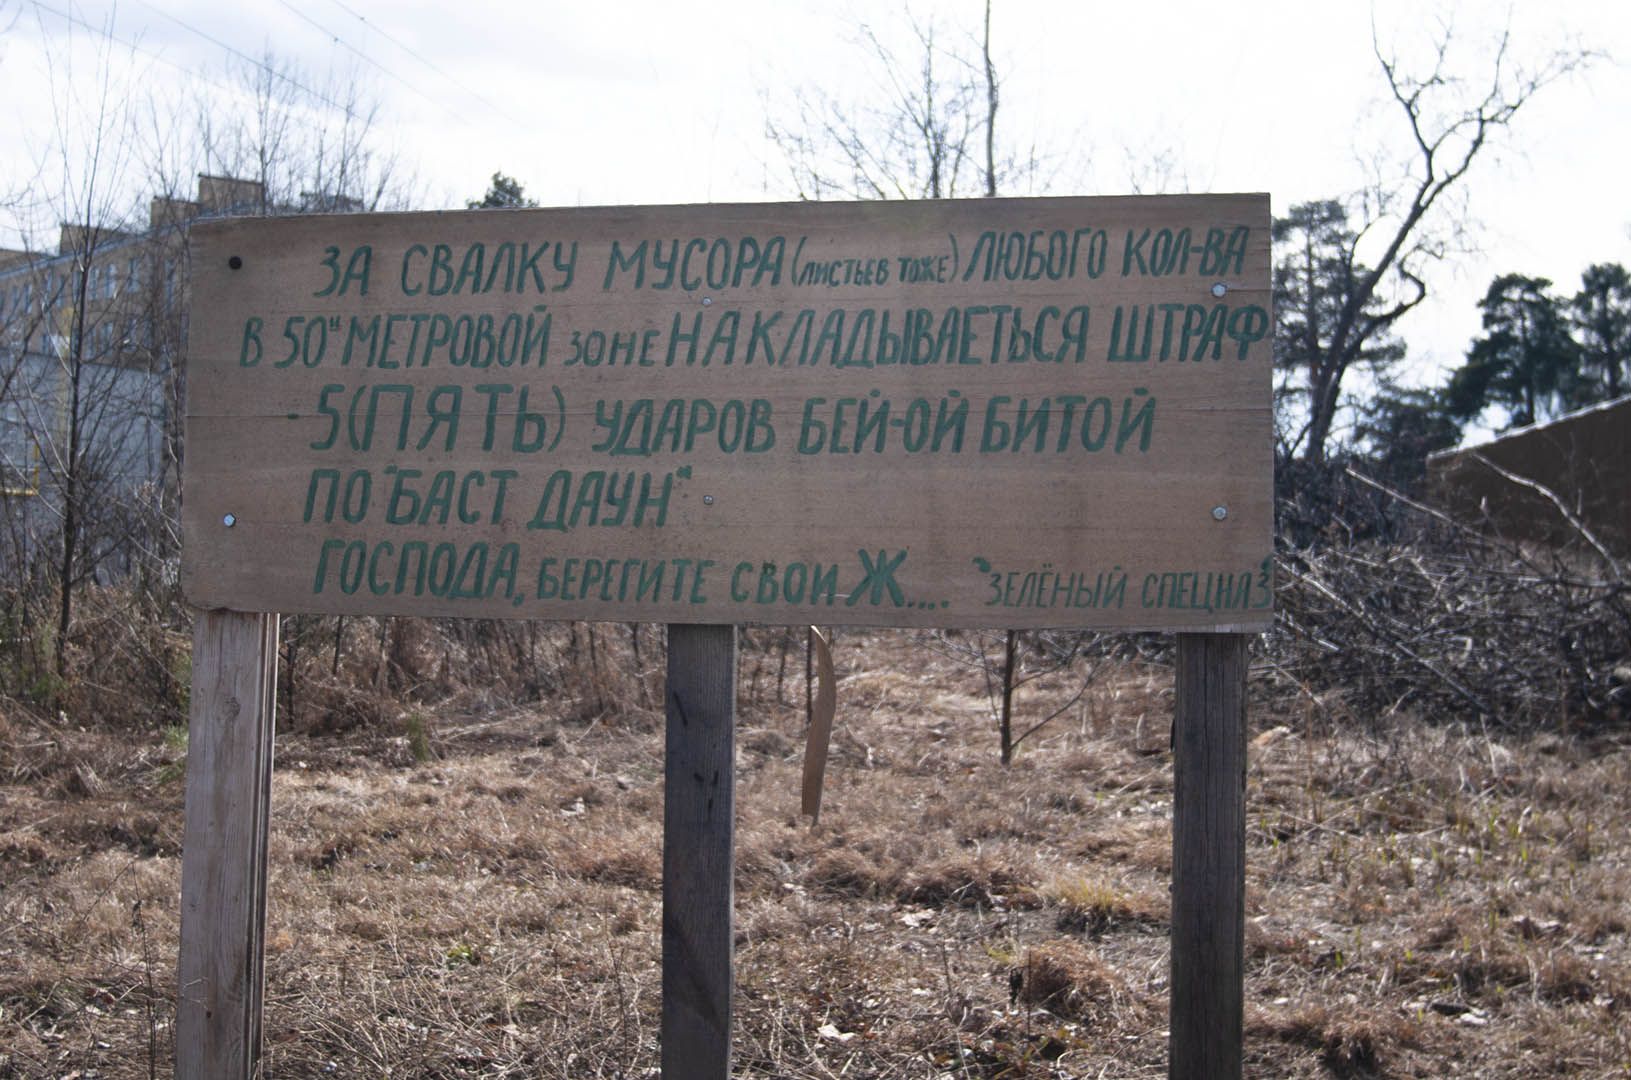 ЗА СВАЛКУ МУСОРА (ЛИСТЬЕВ ТОЖЕ) ЛЮБОГО КОЛ-ВА
В 50И МЕТРОВОЙ ЗОНЕ НАКЛАДЫВАЕТЬСЯ ШТРАФ
-5(ПЯТЬ) УДАРОВ БЕЙ-ОЙ БИТОЙ
ПО "БАСТ ДАУН"
ГОСПОДА, БЕРЕГИТЕ СВОИ Ж.... "ЗЕЛЁНЫЙ СПЕЦНАЗ"